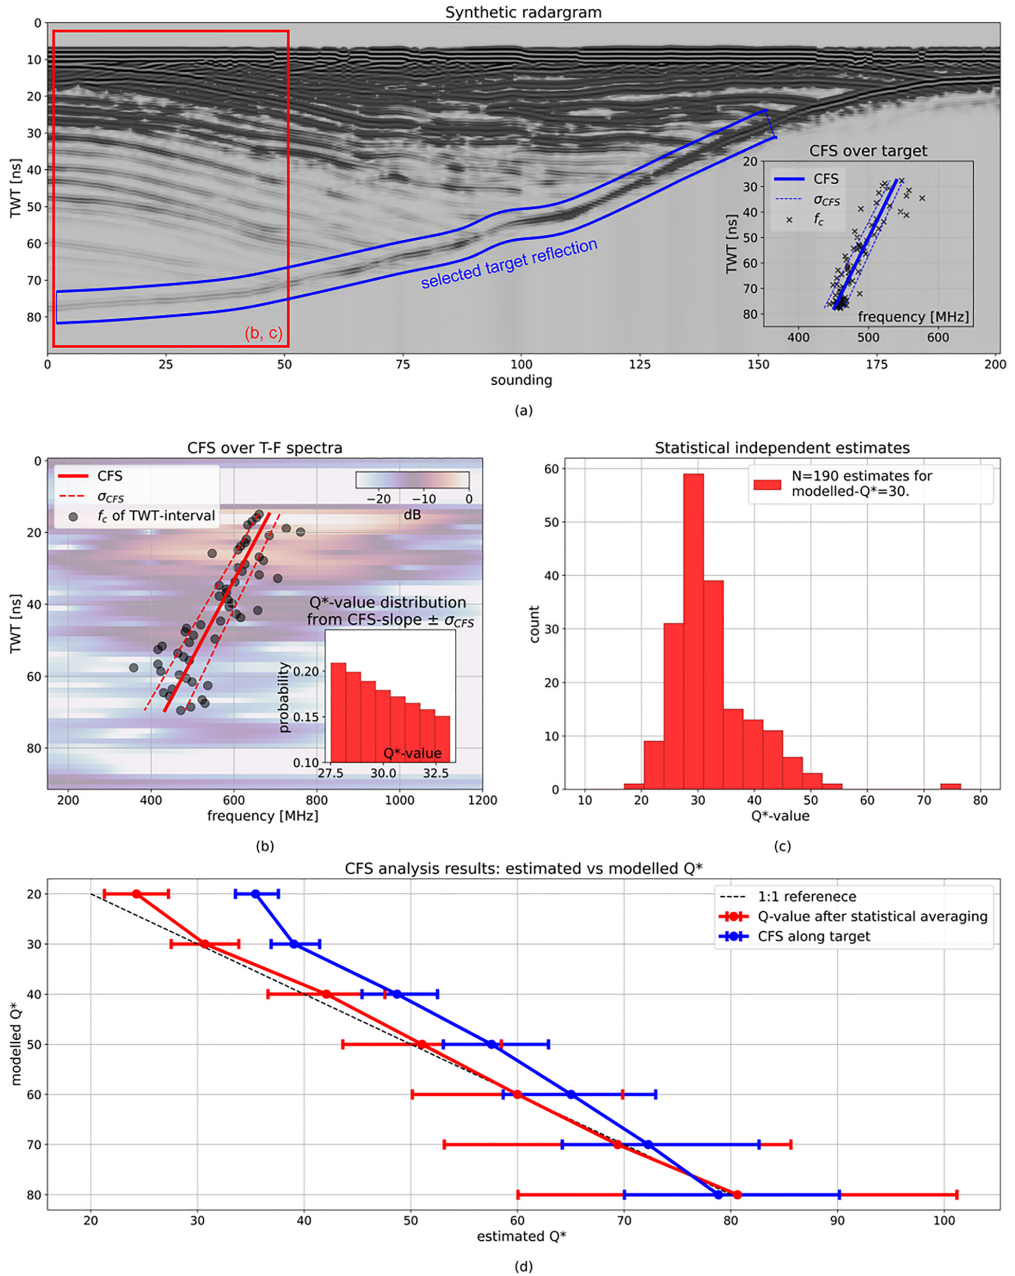 Synthetic radargram
0
10
20
30
40
50
60
70
80
TWT [ns]
0
25
50
75
100
125
150
175
200
sounding
(b, c)
selected target reflection
CFS over target
CFS
σCFS
fc
20
30
40
50
60
70
80
TWT [ns]
frequency [MHz]
400
500
600
(a)
CFS over T-F spectra
CFS
σCFS
fc of TWT-interval
−20
−10
0
dB
0
20
40
60
80
TWT [ns]
200
400
600
800
1000
1200
frequency [MHz]
Q*-value distribution
from CFS-slope ± σCFS
0.20
0.15
0.10
probability
Q*-value
27.5
30.0
32.5
(b)
Statistical independent estimates
N=190 estimates for
modelled-Q*=30.
60
50
40
30
20
10
0
count
10
20
30
40
50
60
70
80
Q*-value
(c)
CFS analysis results: estimated vs modelled Q*
1:1 referenece
Q-value after statistical averaging
CFS along target
20
30
40
50
60
70
80
modelled Q*
20
30
40
50
60
70
80
90
100
estimated Q*
(d)